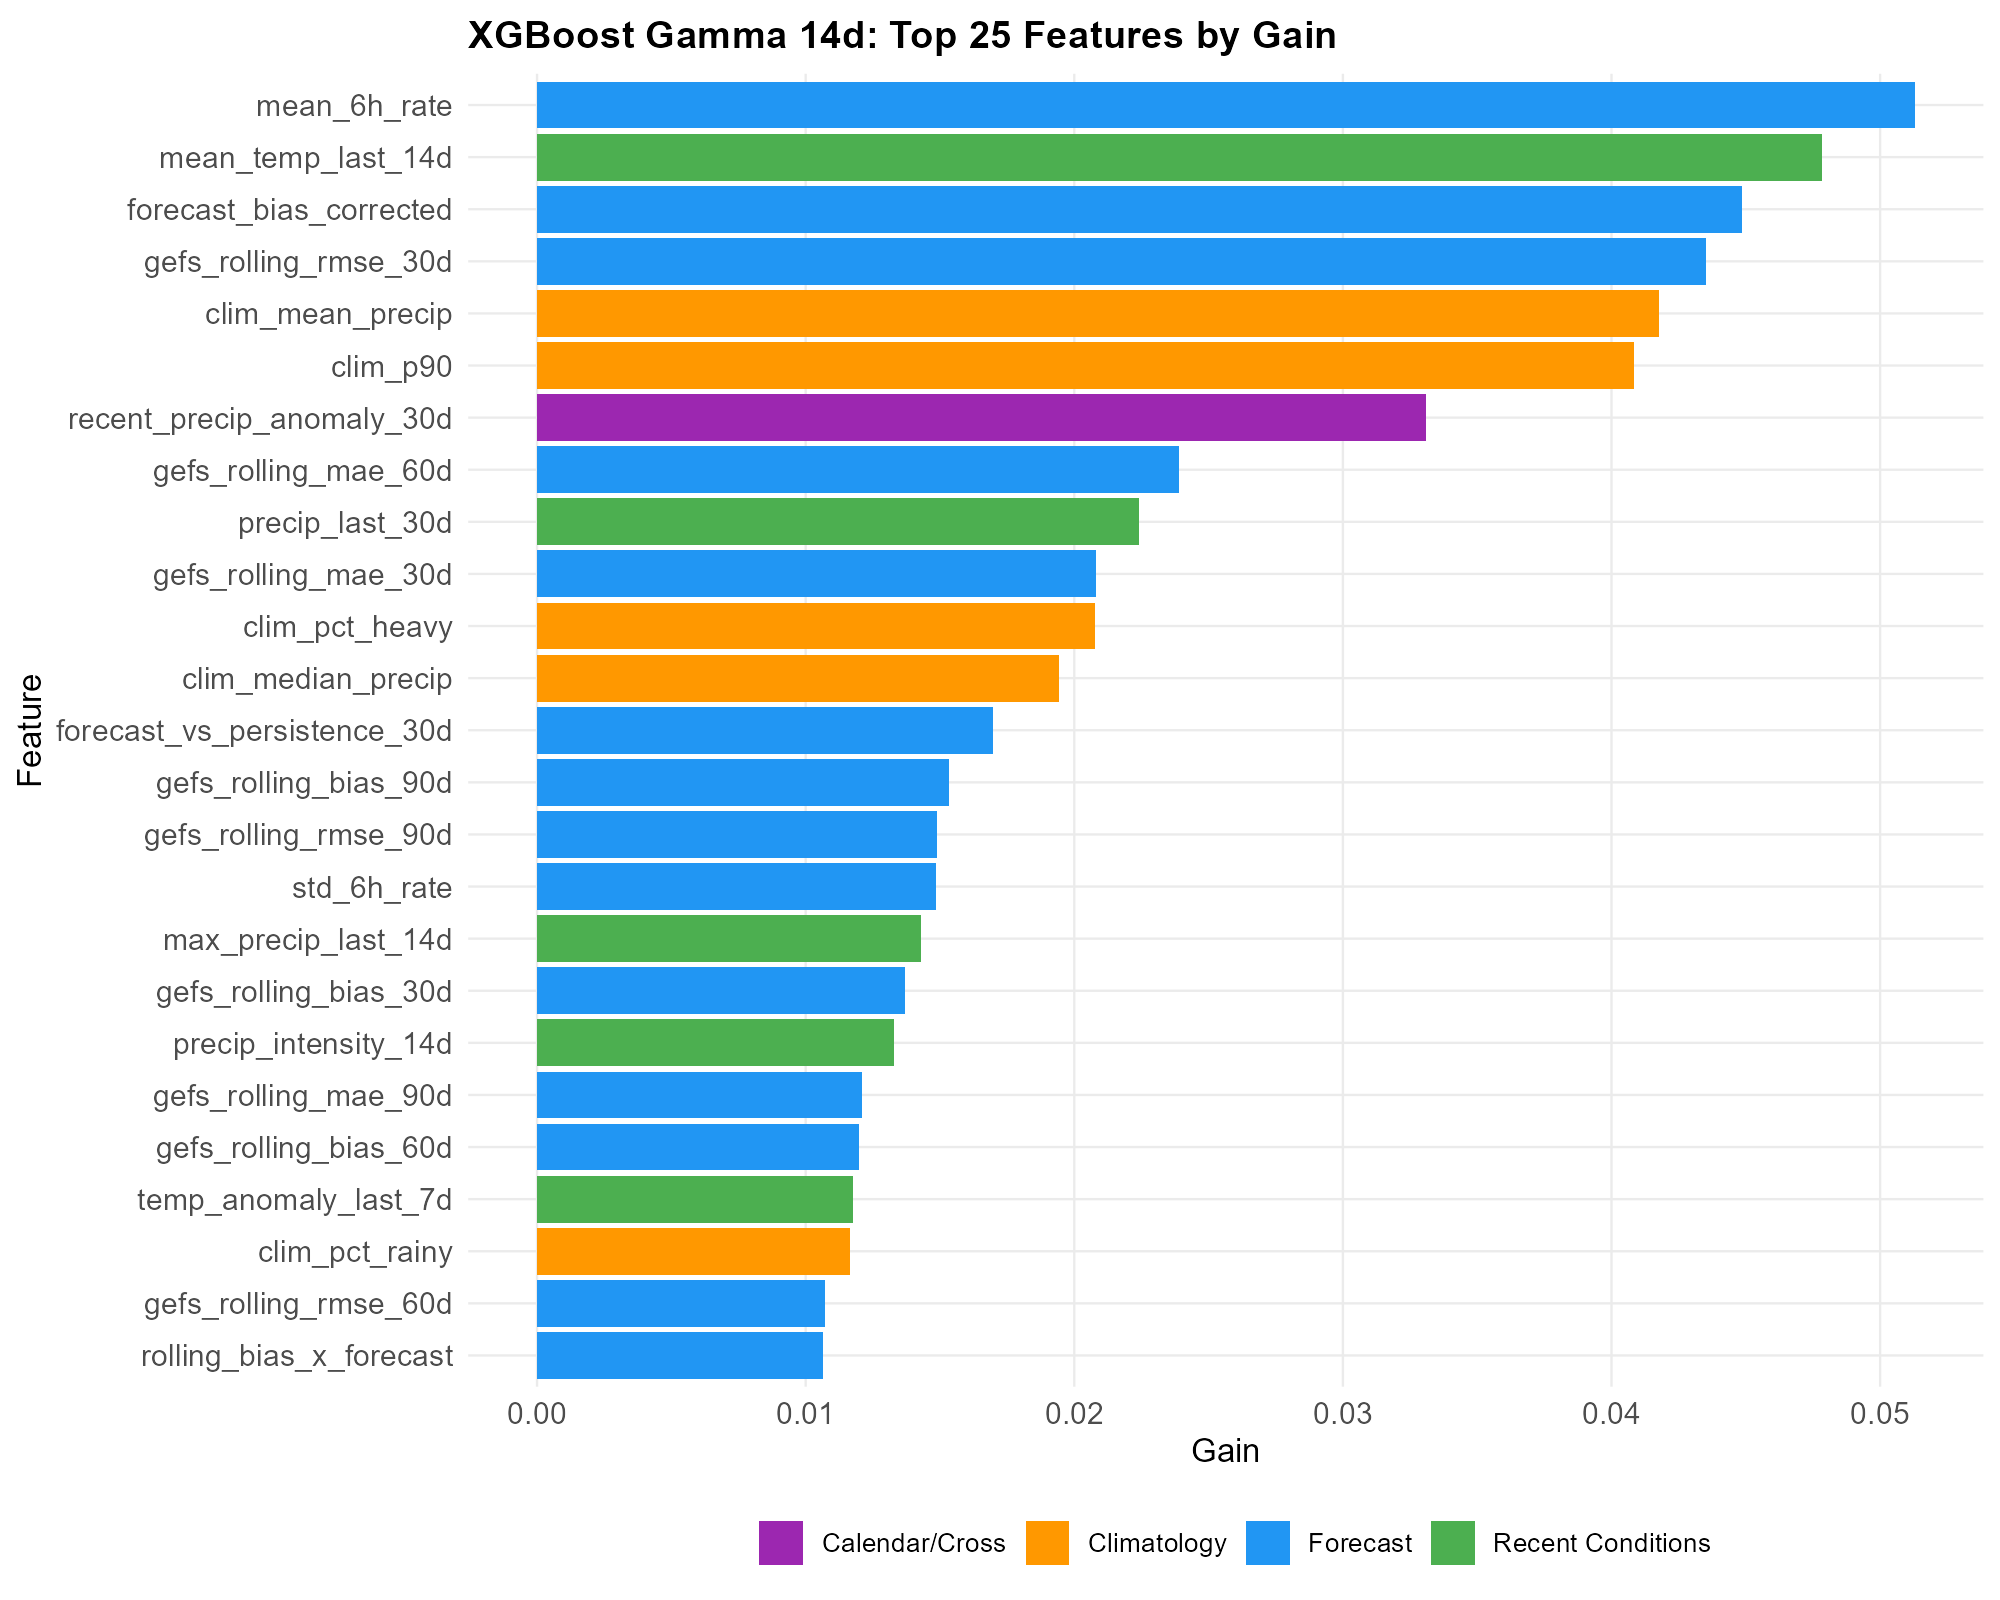 XGBoost Gamma 14d: Top 25 Features by Gain
mean_6h_rate
mean_temp_last_14d
forecast_bias_corrected
gefs_rolling_rmse_30d
clim_mean_precip
clim_p90
recent_precip_anomaly_30d
gefs_rolling_mae_60d
precip_last_30d
gefs_rolling_mae_30d
clim_pct_heavy
clim_median_precip
forecast_vs_persistence_30d
gefs_rolling_bias_90d
gefs_rolling_rmse_90d
std_6h_rate
max_precip_last_14d
gefs_rolling_bias_30d
precip_intensity_14d
gefs_rolling_mae_90d
gefs_rolling_bias_60d
temp_anomaly_last_7d
clim_pct_rainy
gefs_rolling_rmse_60d
rolling_bias_x_forecast
Feature
0.00 0.01 0.02 0.03 0.04 0.05
Gain
Calendar/Cross Climatology Forecast Recent Conditions